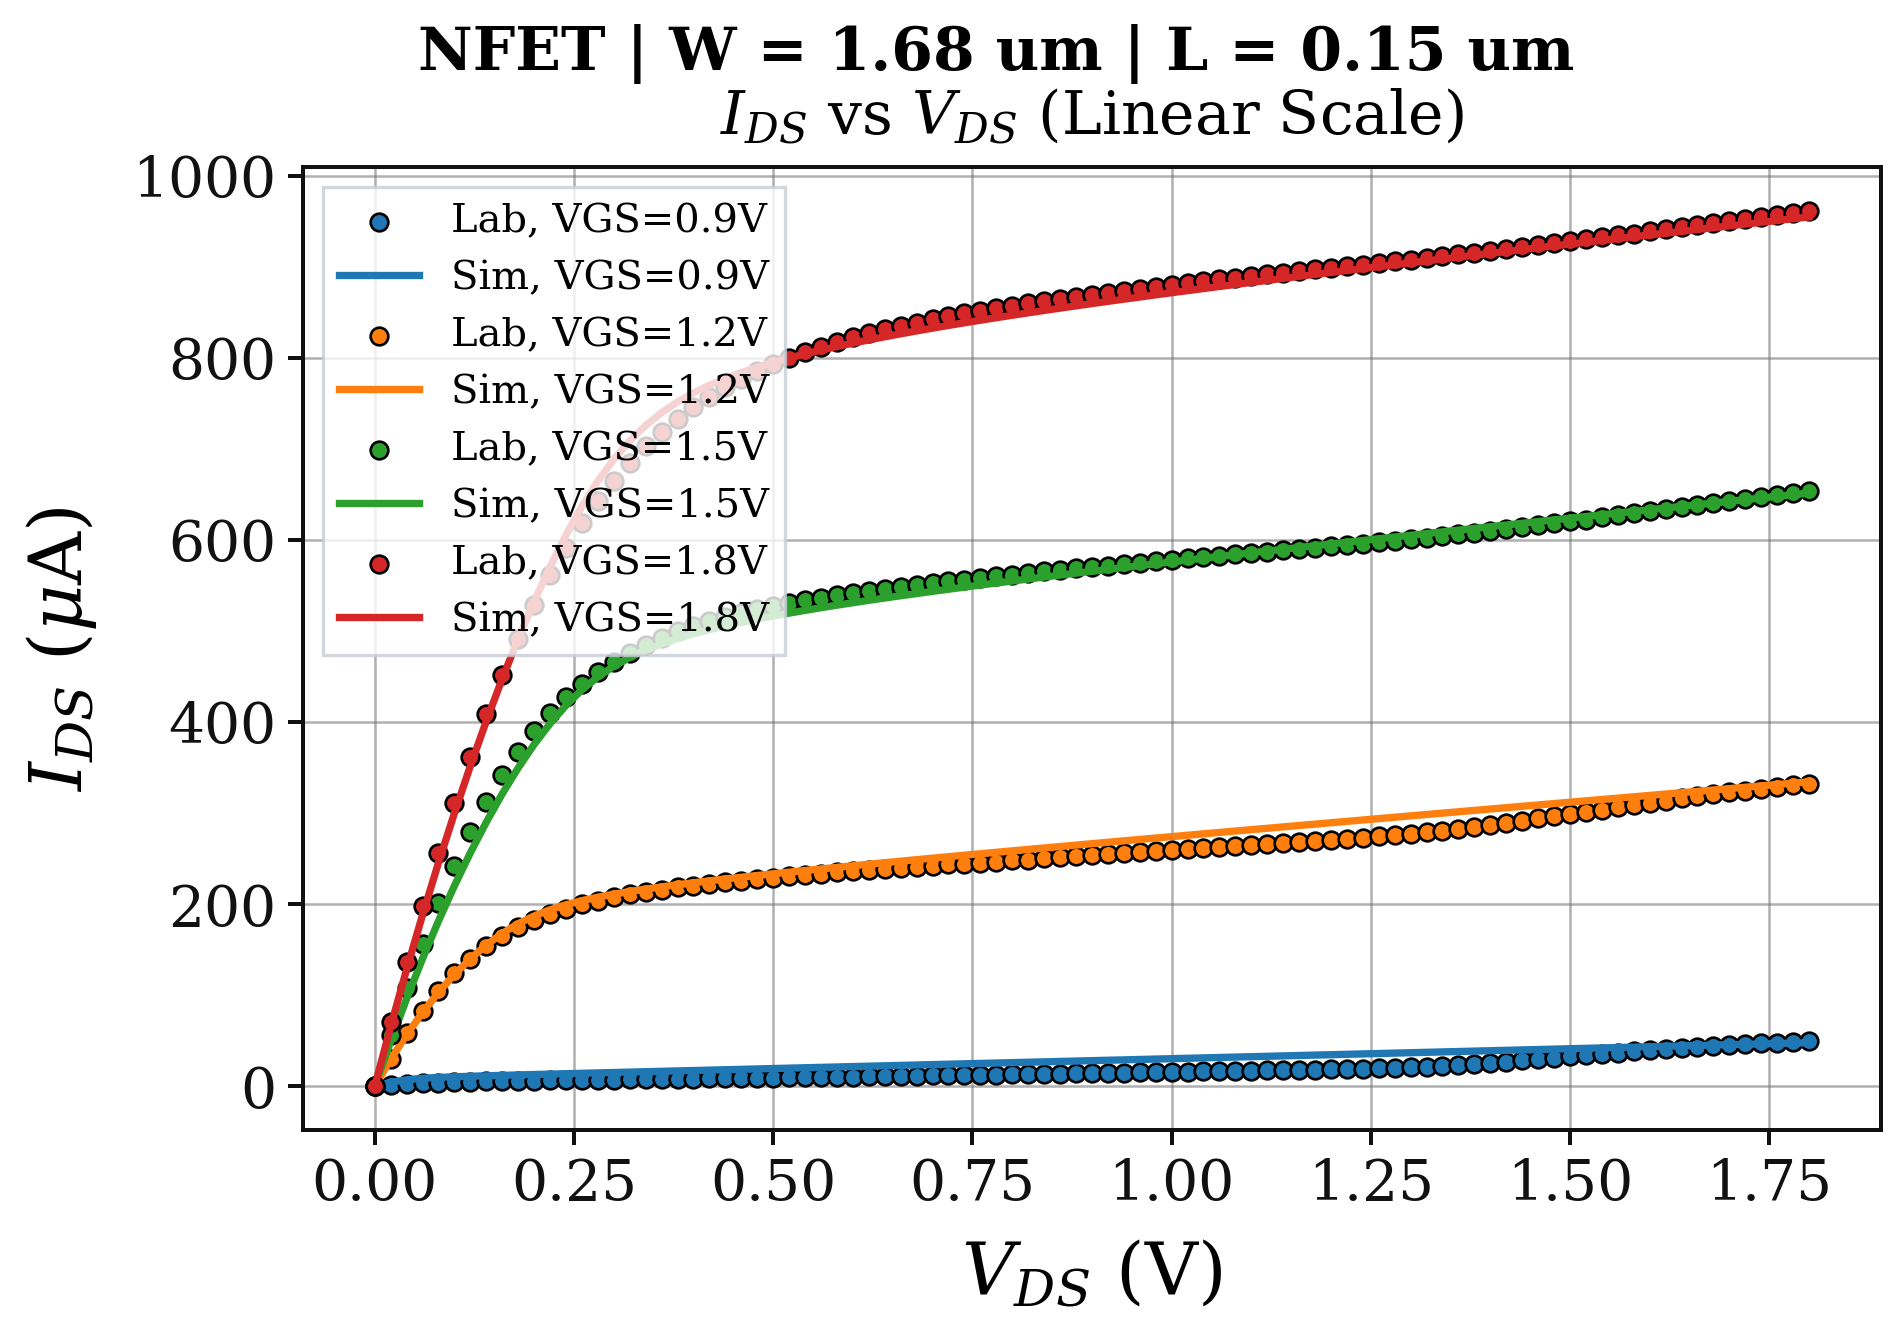 NFET | W = 1.68 um | L = 0.15 um
I_DS vs V_DS (Linear Scale)
1000
800
600
400
200
0
I_DS (μA)
Lab, VGS=0.9V
Sim, VGS=0.9V
Lab, VGS=1.2V
Sim, VGS=1.2V
Lab, VGS=1.5V
Sim, VGS=1.5V
Lab, VGS=1.8V
Sim, VGS=1.8V
0.00 0.25 0.50 0.75 1.00 1.25 1.50 1.75
V_DS (V)